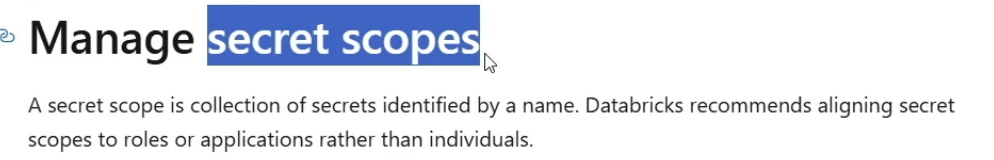 Manage secret scopes
A secret scope is collection of secrets identified by a name. Databricks recommends aligning secret
scopes to roles or applications rather than individuals.